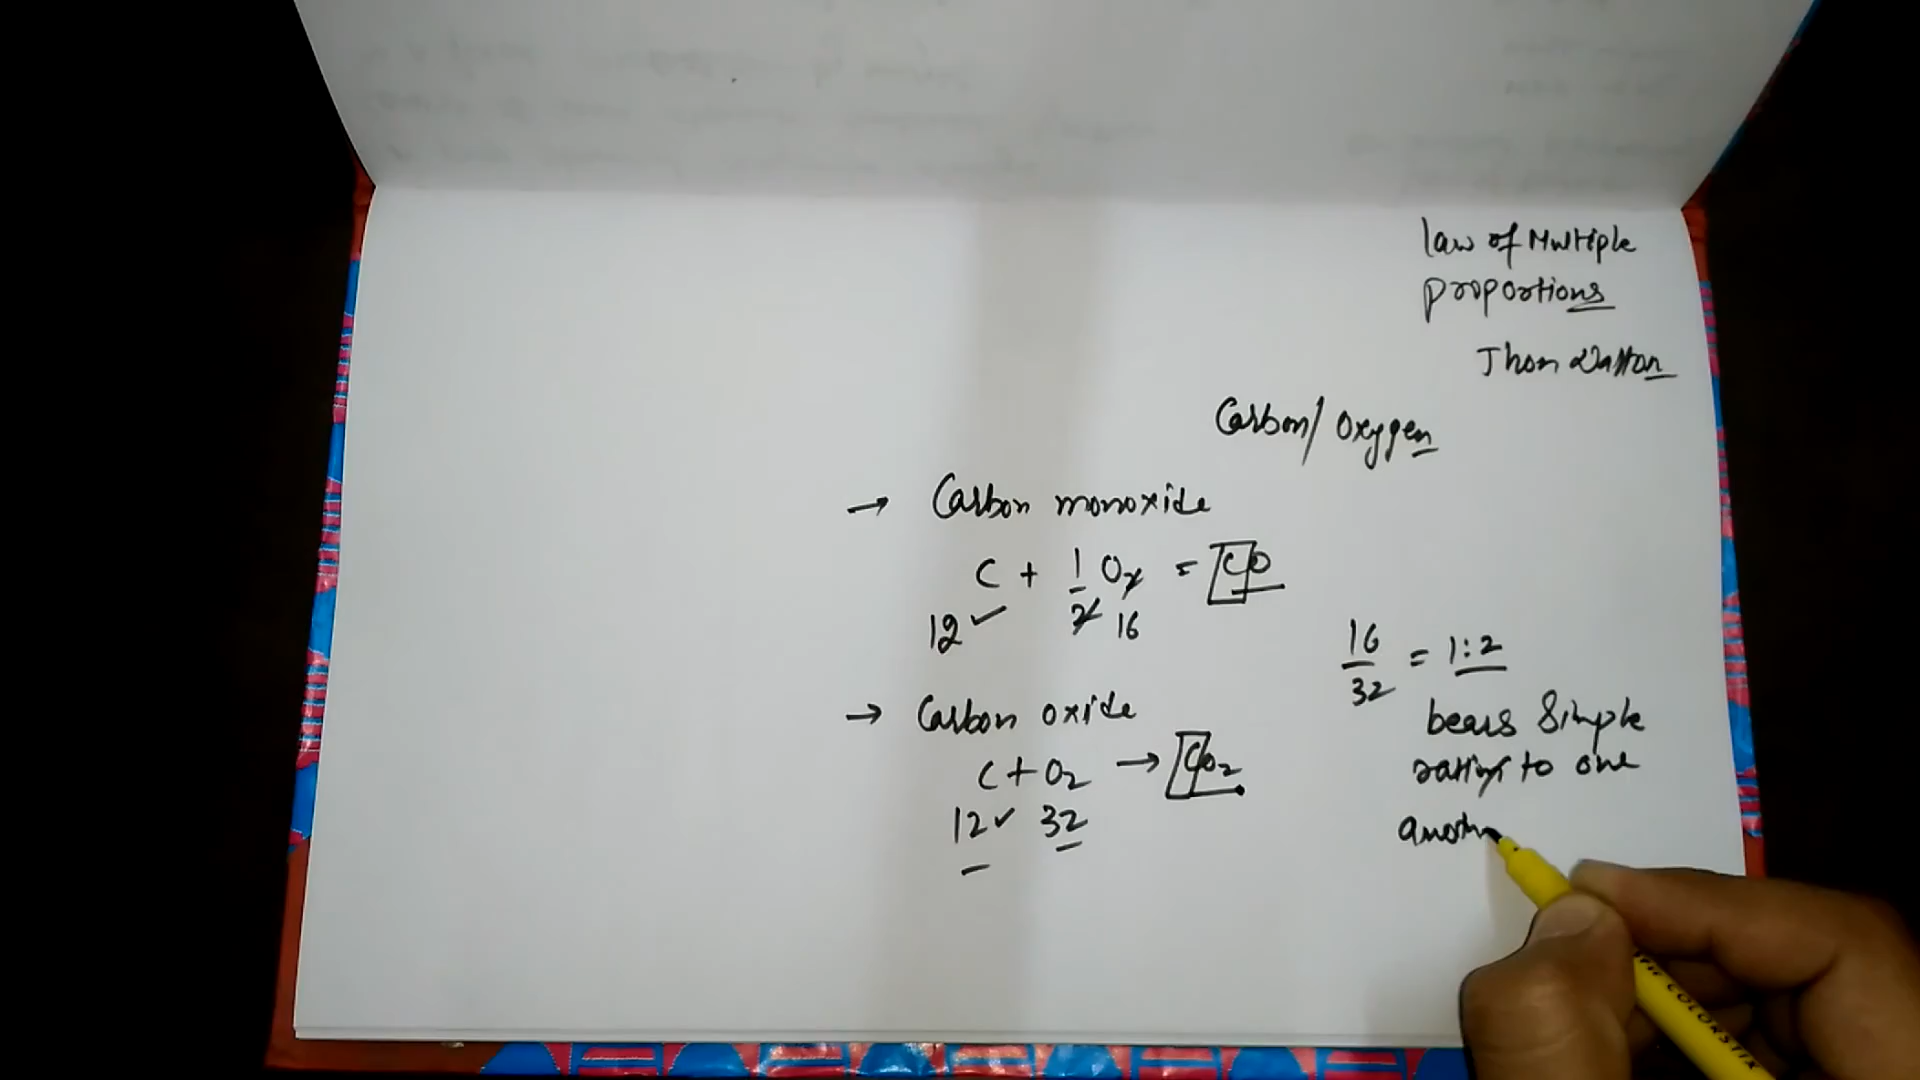 law of Multiple
proportions
Jhon Dalton
Carbon/ Oxygen
→ Carbon monoxide
C + 1/2 O2 = CO
12 ✓ 16
→ Carbon oxide
C + O2 → CO2
12 ✓ 32
16/32 = 1:2
bears Simple
to one
anoth